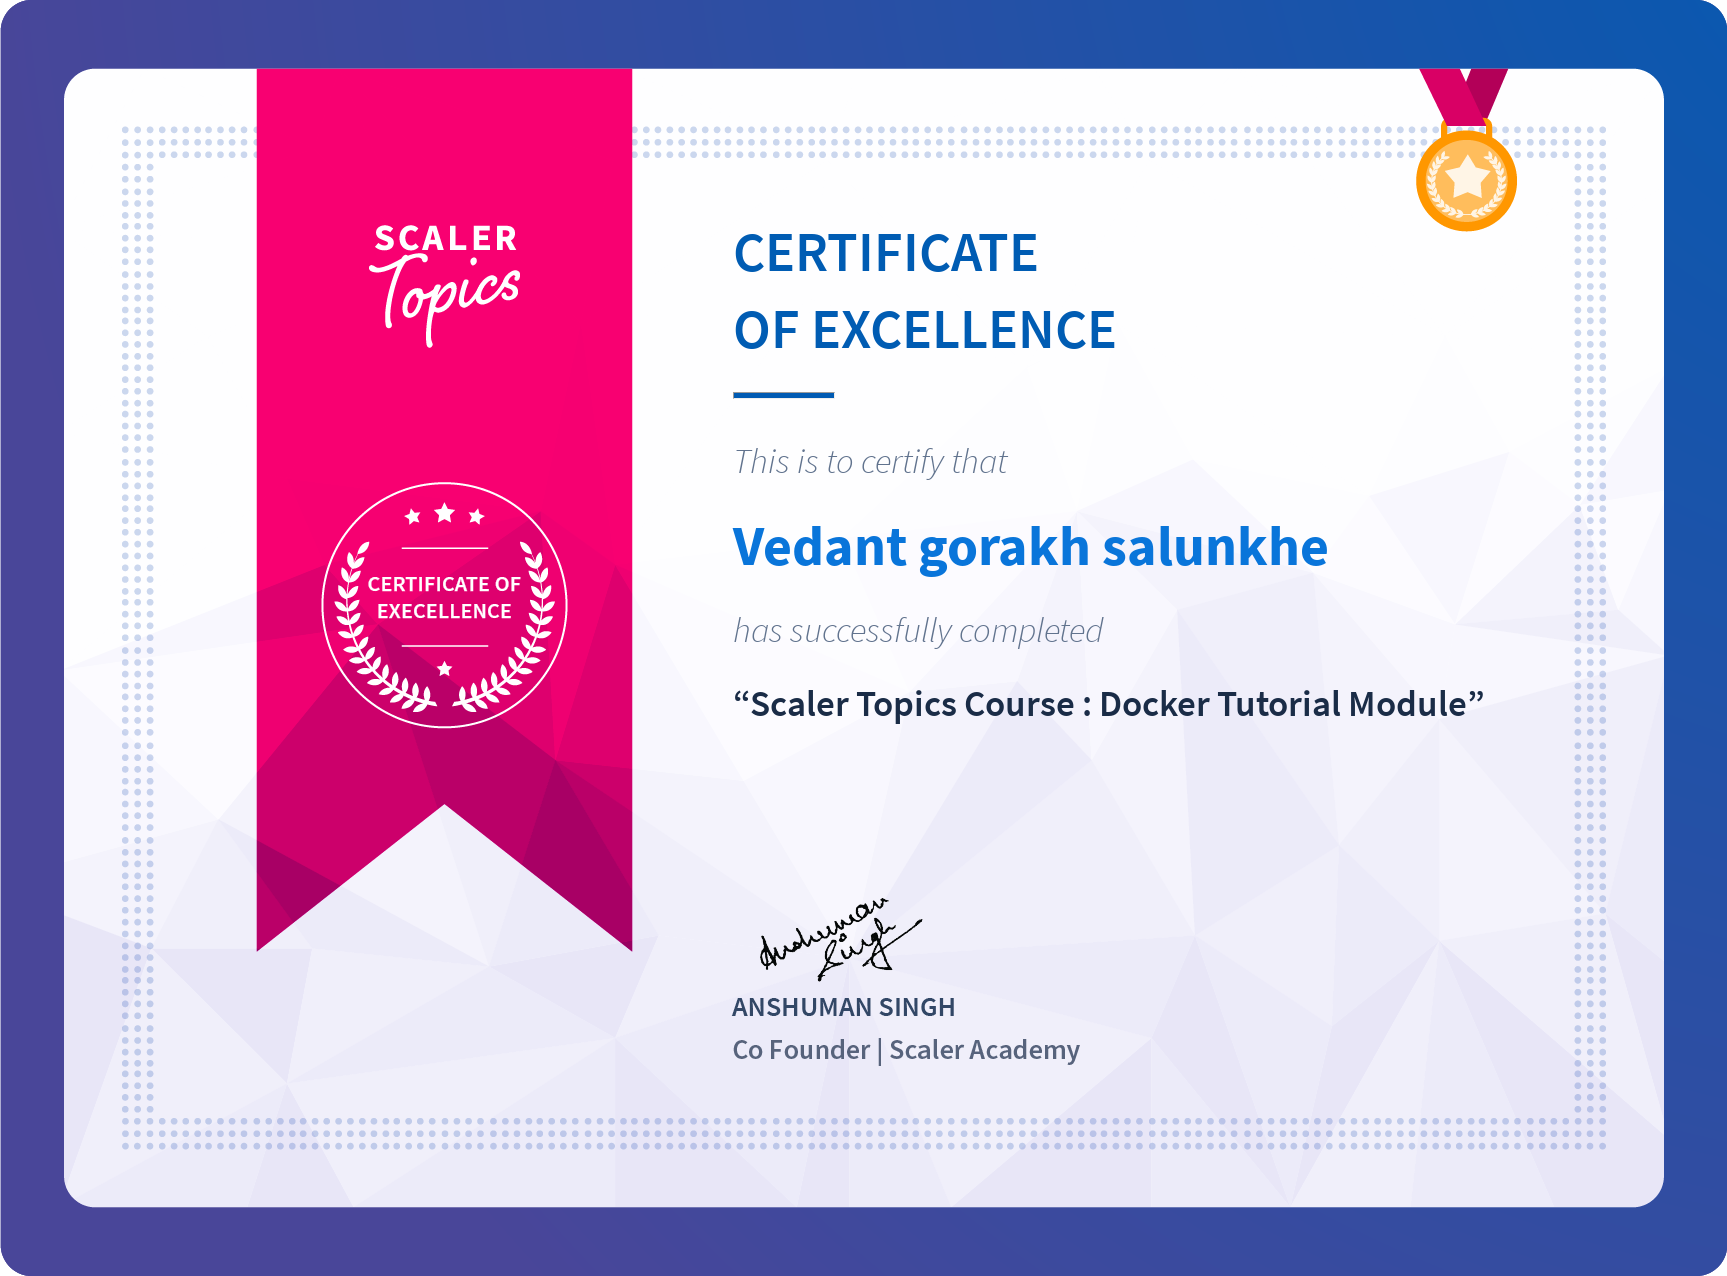 SCALER
Topics
CERTIFICATE OF
EXECELLENCE
CERTIFICATE
OF EXCELLENCE
This is to certify that
Vedant gorakh salunkhe
has successfully completed
“Scaler Topics Course : Docker Tutorial Module”
Anshuman
Singh
ANSHUMAN SINGH
Co Founder | Scaler Academy